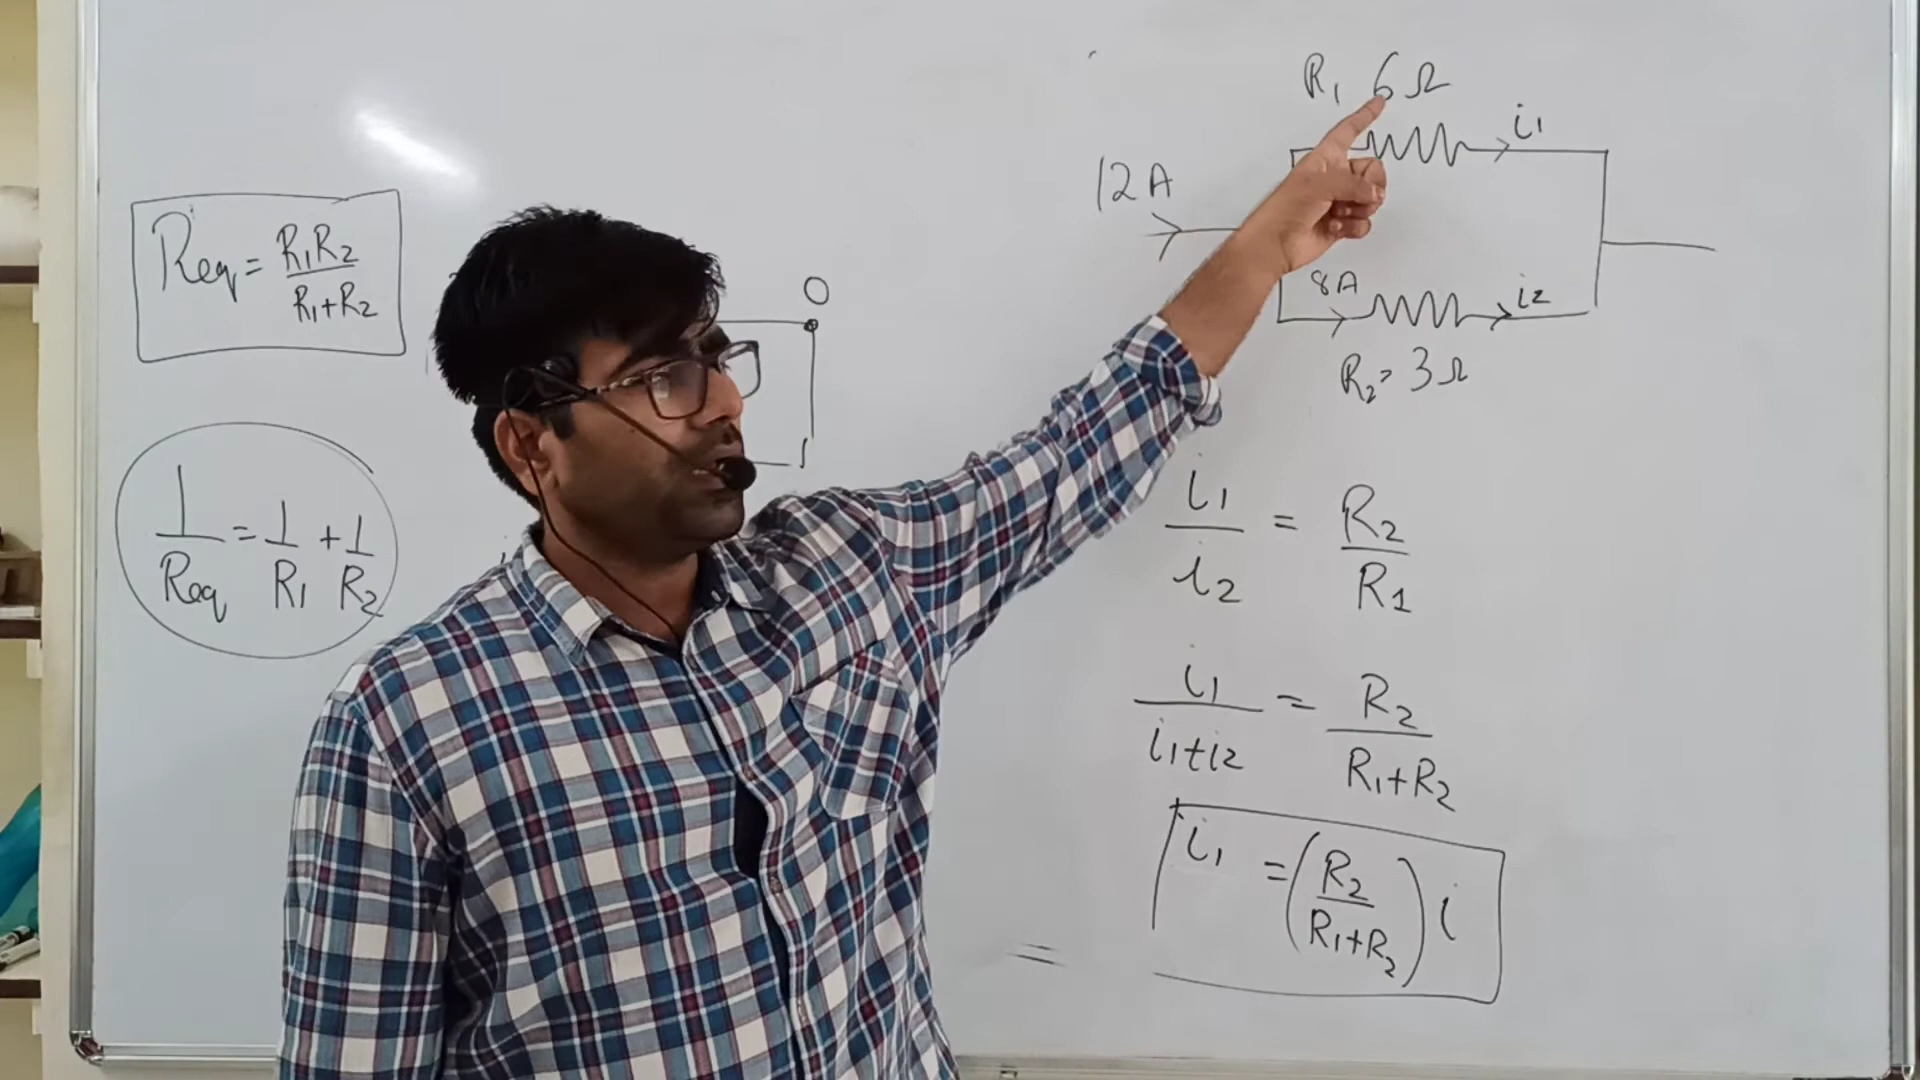 Req = R₁R₂ / R₁+R₂
1/Req = 1/R₁ + 1/R₂
O
R₁ 6Ω
i₁
12A
8A
i₂
R₂ = 3Ω
i₁/i₂ = R₂/R₁
i₁/i₁+i₂ = R₂/R₁+R₂
i₁ = (R₂/R₁+R₂) i
=